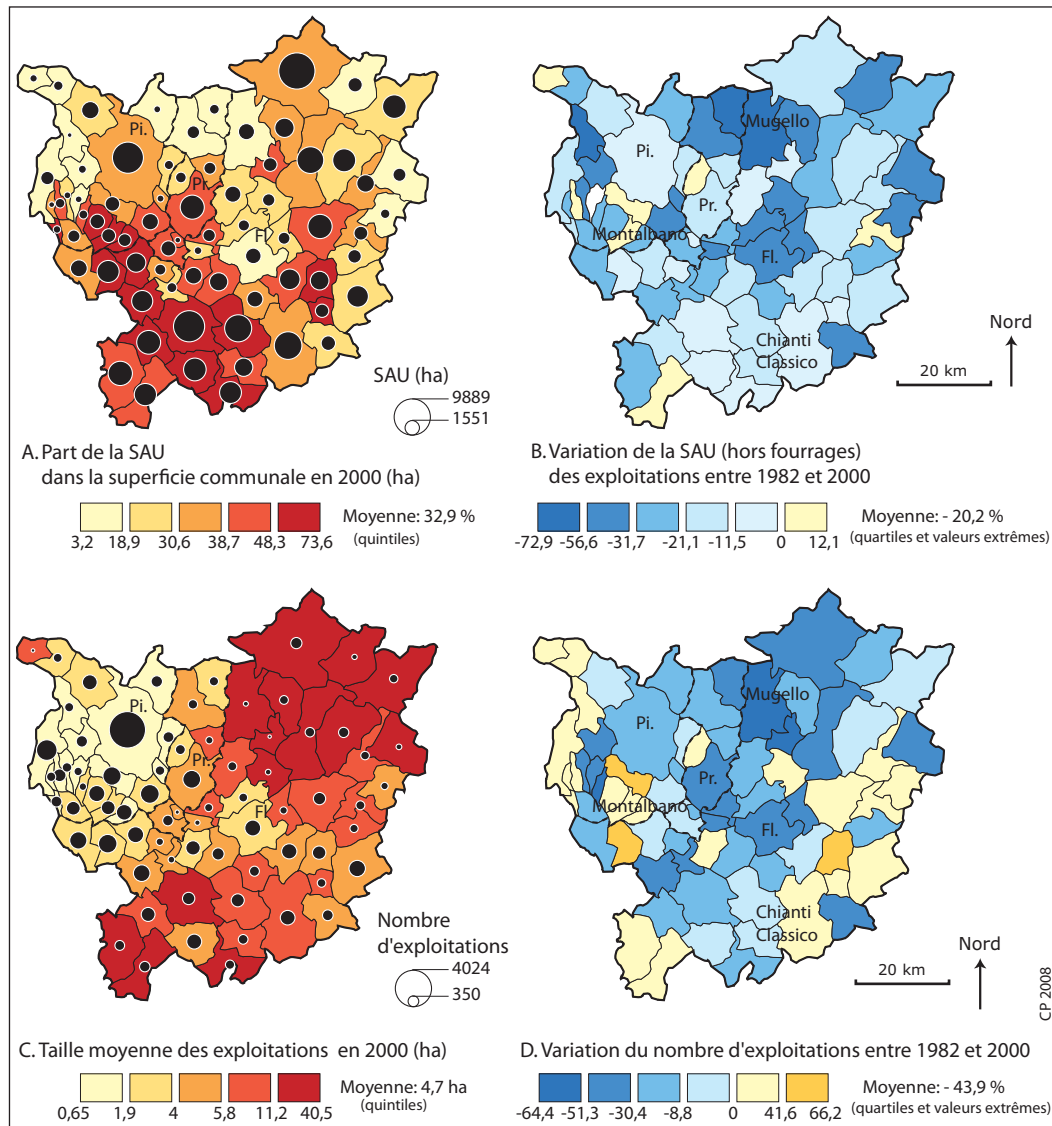 Pi.
Pr.
Fl.
SAU (ha)
9889
1551
A. Part de la SAU
dans la superficie communale en 2000 (ha)
3,2 18,9 30,6 38,7 48,3 73,6
Moyenne: 32,9 %
(quintiles)
Mugello
Pi.
Pr.
Montalbano
Fl.
Chianti
Classico
Nord
20 km
B. Variation de la SAU (hors fourrages)
des exploitations entre 1982 et 2000
-72,9 -56,6 -31,7 -21,1 -11,5 0 12,1
Moyenne: - 20,2 %
(quartiles et valeurs extrêmes)
Pi.
Pr.
Fl.
Nombre
d'exploitations
4024
350
C. Taille moyenne des exploitations en 2000 (ha)
0,65 1,9 4 5,8 11,2 40,5
Moyenne: 4,7 ha
(quintiles)
Mugello
Pi.
Pr.
Montalbano
Fl.
Chianti
Classico
Nord
20 km
CP 2008
D. Variation du nombre d'exploitations entre 1982 et 2000
-64,4 -51,3 -30,4 -8,8 0 41,6 66,2
Moyenne: - 43,9 %
(quartiles et valeurs extrêmes)